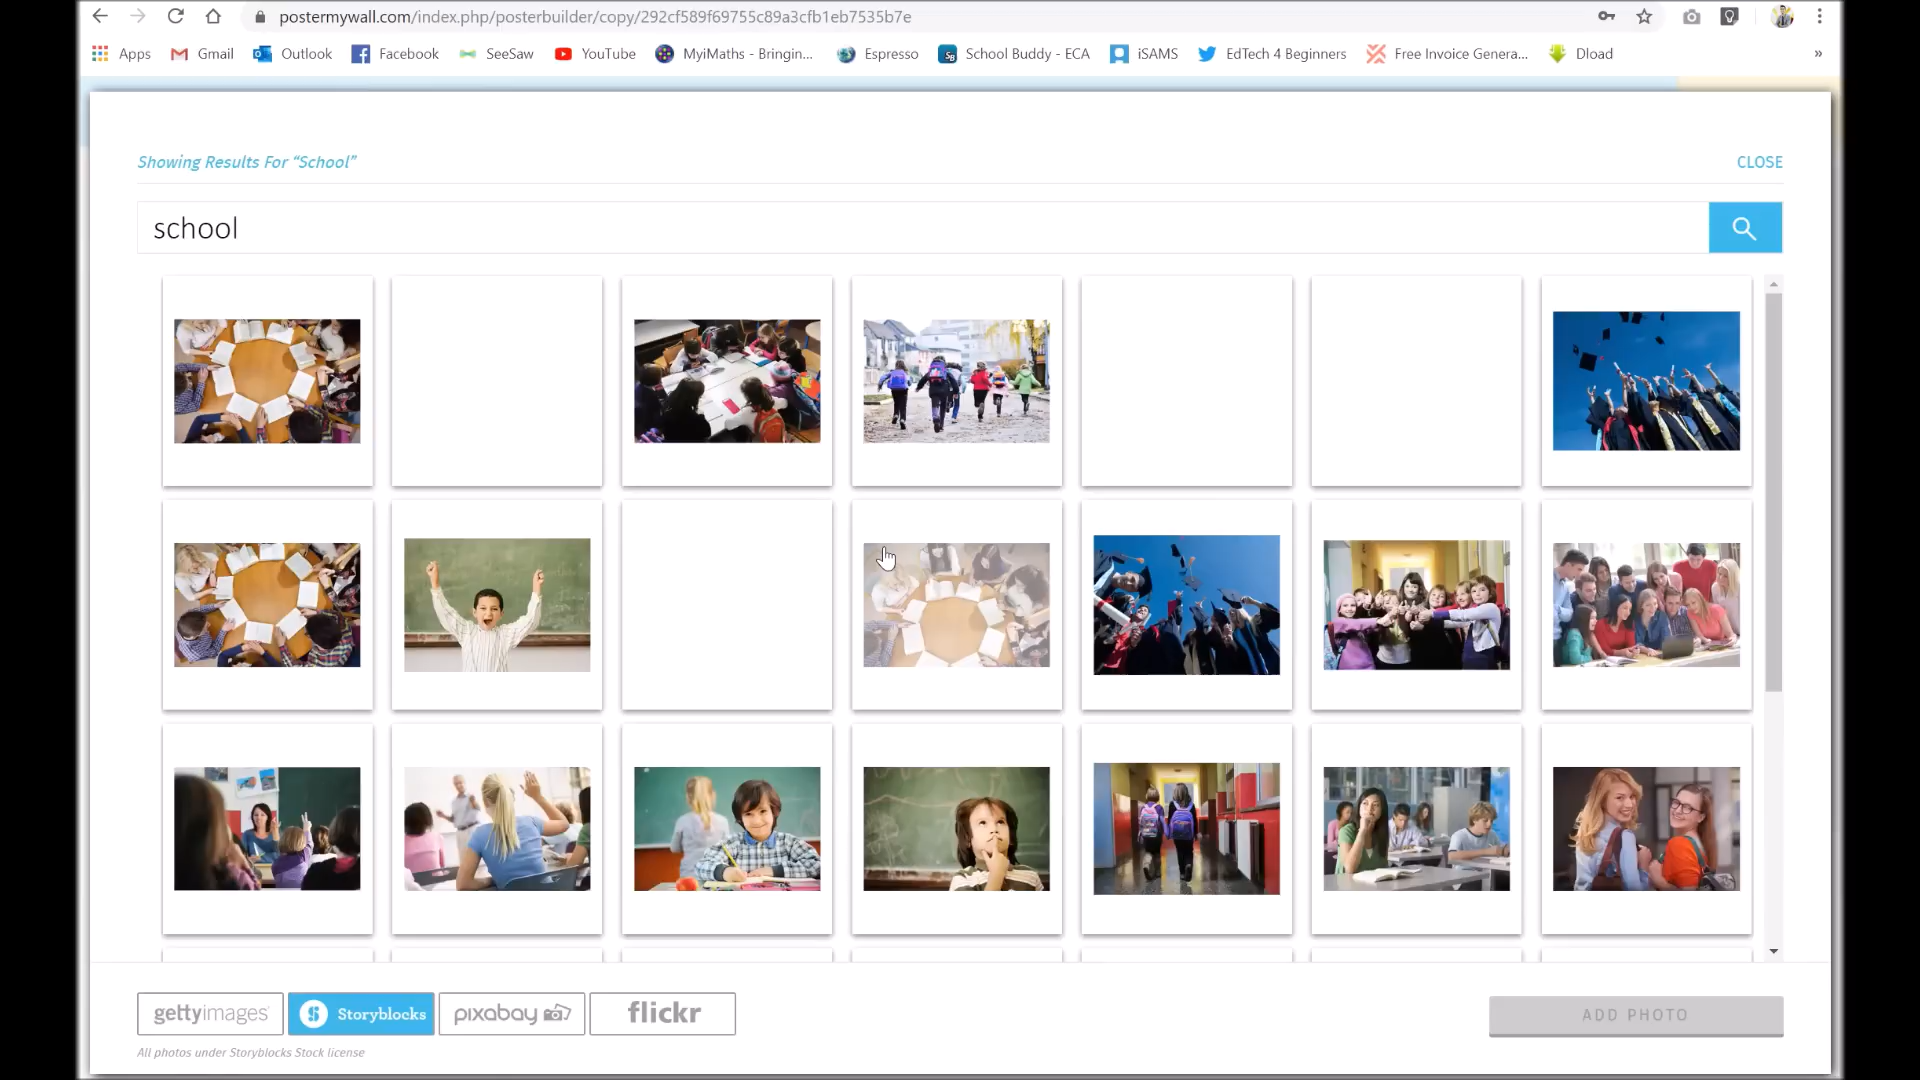 postermywall.com/index.php/posterbuilder/copy/292cf589f69755c89a3cfb1eb7535b7e
Apps Gmail Outlook Facebook SeeSaw YouTube MyiMaths - Bringin... Espresso School Buddy - ECA iSAMS EdTech 4 Beginners Free Invoice Genera... Dload »
Showing Results For “School”
CLOSE
school
gettyimages Storyblocks pixabay flickr
ADD PHOTO
All photos under Storyblocks Stock license